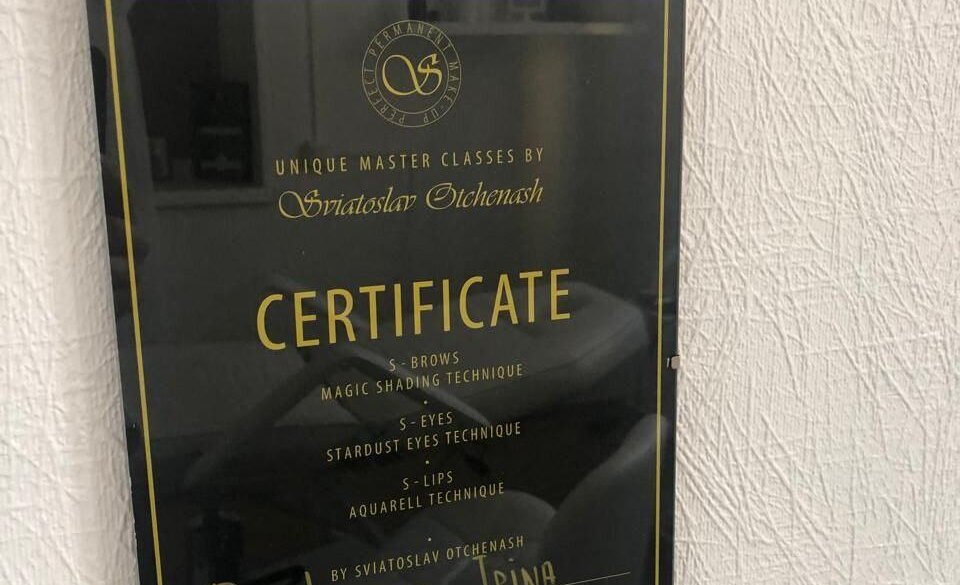 PERFECT PERMANENT MAKE-UP
S
UNIQUE MASTER CLASSES BY
Sviatoslav Otchenash
CERTIFICATE
S - BROWS
MAGIC SHADING TECHNIQUE
S - EYES
STARDUST EYES TECHNIQUE
S - LIPS
AQUARELL TECHNIQUE
BY SVIATOSLAV OTCHENASH
IRINA